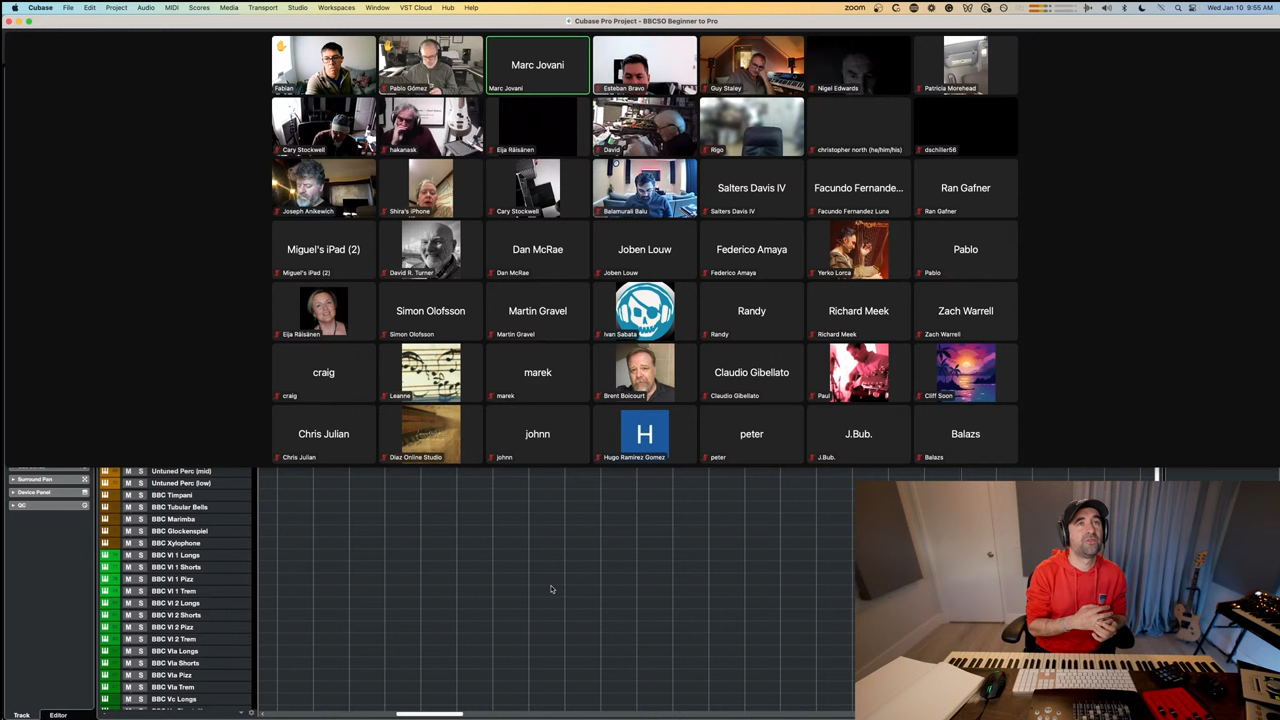 Cubase File Edit Project Audio MIDI Scores Media Transport Studio Workspaces Window VST Cloud Hub Help
zoom
Wed Jan 10 9:55 AM
Cubase Pro Project - BBCSO Beginner to Pro
Marc Jovani
Fabian
Pablo Gómez
Marc Jovani
Esteban Bravo
Guy Staley
Nigel Edwards
Patricia Morehead
Cary Stockwell
hakanask
Eija Räisänen
David
Rigo
christopher north (he/him/his)
dschiller56
Salters Davis IV
Facundo Fernande...
Ran Gafner
Joseph Anikewich
Shira's iPhone
Cary Stockwell
Balamurali Balu
Salters Davis IV
Facundo Fernandez Luna
Ran Gafner
Miguel's iPad (2)
Dan McRae
Joben Louw
Federico Amaya
Pablo
Miguel's iPad (2)
David R. Turner
Dan McRae
Joben Louw
Federico Amaya
Yerko Lorca
Pablo
Simon Olofsson
Martin Gravel
Randy
Richard Meek
Zach Warrell
Eija Räisänen
Simon Olofsson
Martin Gravel
Ivan Sabata
Randy
Richard Meek
Zach Warrell
craig
marek
Claudio Gibellato
craig
Leanne
marek
Brent Boicourt
Claudio Gibellato
Paul
Cliff Soon
Chris Julian
johnn
H
peter
J.Bub.
Balazs
Chris Julian
Diaz Online Studio
johnn
Hugo Ramirez Gomez
peter
J.Bub.
Balazs
Surround Pan
Device Panel
QC
M S Untuned Perc (mid)
M S Untuned Perc (low)
M S BBC Timpani
M S BBC Tubular Bells
M S BBC Marimba
M S BBC Glockenspiel
M S BBC Xylophone
M S BBC Vl 1 Longs
M S BBC Vl 1 Shorts
M S BBC Vl 1 Pizz
M S BBC Vl 1 Trem
M S BBC Vl 2 Longs
M S BBC Vl 2 Shorts
M S BBC Vl 2 Pizz
M S BBC Vl 2 Trem
M S BBC Vla Longs
M S BBC Vla Shorts
M S BBC Vla Pizz
M S BBC Vla Trem
M S BBC Vc Longs
Track Editor